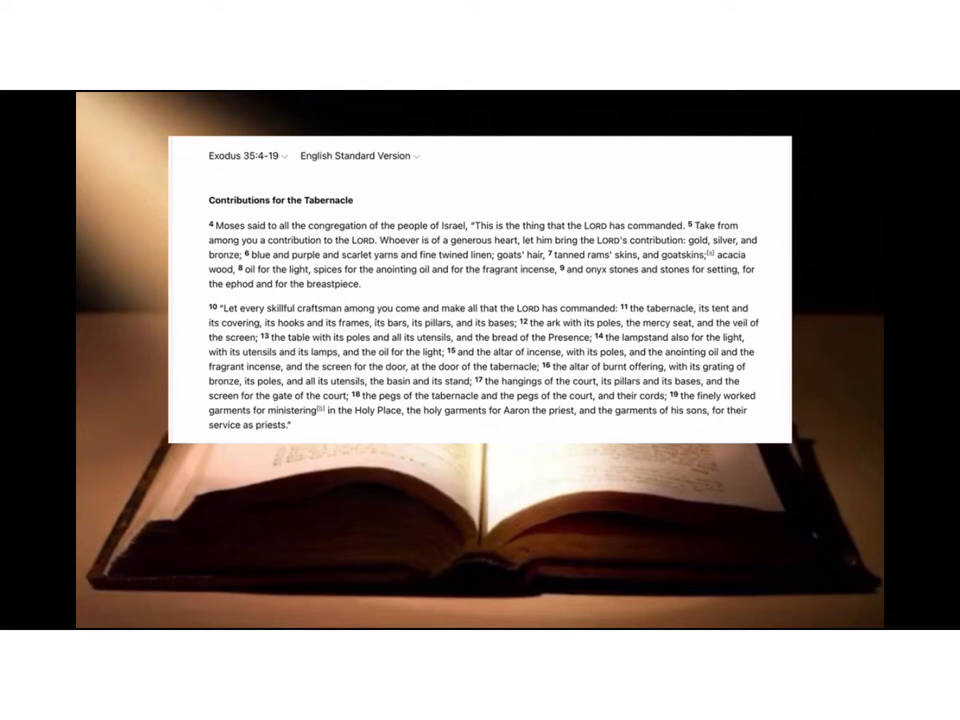 Exodus 35:4-19 English Standard Version
Contributions for the Tabernacle
4 Moses said to all the congregation of the people of Israel, “This is the thing that the LORD has commanded. 5 Take from
among you a contribution to the LORD. Whoever is of a generous heart, let him bring the LORD's contribution: gold, silver, and
bronze; 6 blue and purple and scarlet yarns and fine twined linen; goats' hair, 7 tanned rams' skins, and goatskins;[a] acacia
wood, 8 oil for the light, spices for the anointing oil and for the fragrant incense, 9 and onyx stones and stones for setting, for
the ephod and for the breastpiece.
10 “Let every skillful craftsman among you come and make all that the LORD has commanded: 11 the tabernacle, its tent and
its covering, its hooks and its frames, its bars, its pillars, and its bases; 12 the ark with its poles, the mercy seat, and the veil of
the screen; 13 the table with its poles and all its utensils, and the bread of the Presence; 14 the lampstand also for the light,
with its utensils and its lamps, and the oil for the light; 15 and the altar of incense, with its poles, and the anointing oil and the
fragrant incense, and the screen for the door, at the door of the tabernacle; 16 the altar of burnt offering, with its grating of
bronze, its poles, and all its utensils, the basin and its stand; 17 the hangings of the court, its pillars and its bases, and the
screen for the gate of the court; 18 the pegs of the tabernacle and the pegs of the court, and their cords; 19 the finely worked
garments for ministering[b] in the Holy Place, the holy garments for Aaron the priest, and the garments of his sons, for their
service as priests.”